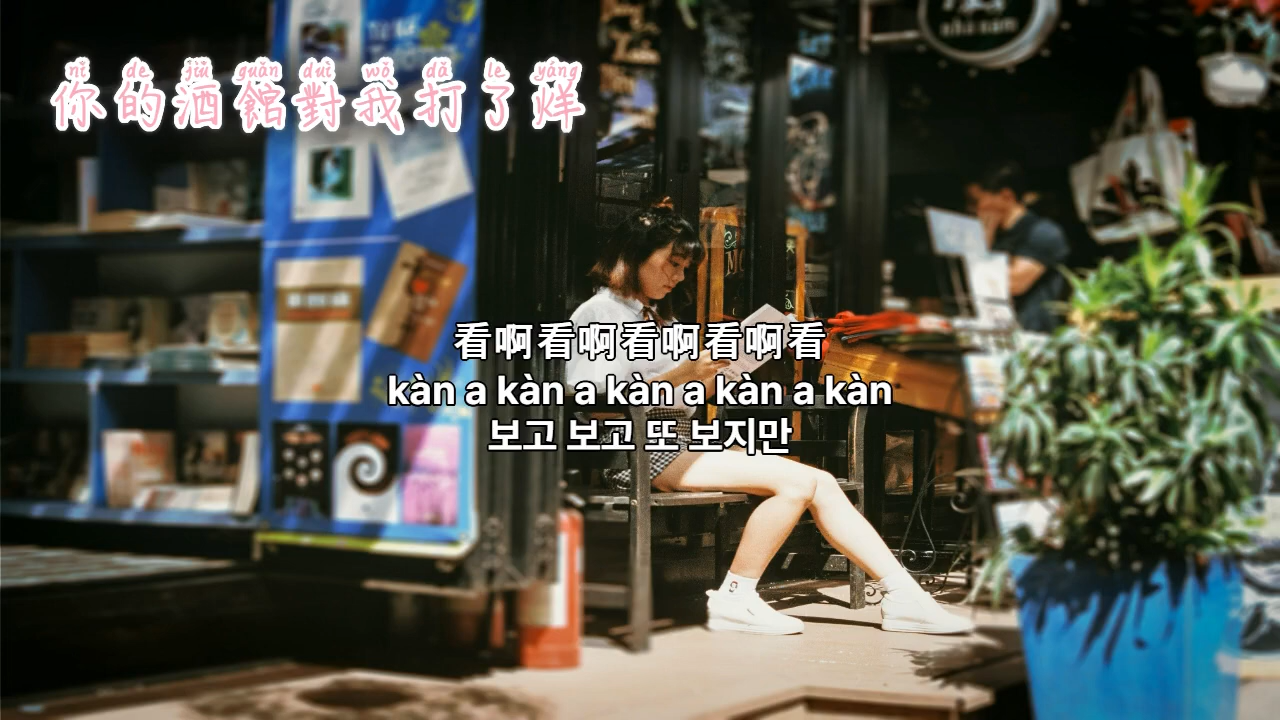 nǐ de jiǔ guǎn duì wǒ dǎ le yáng
你的酒館對我打了烊
nhã nam
看啊看啊看啊看啊看
kàn a kàn a kàn a kàn a kàn
보고 보고 또 보지만